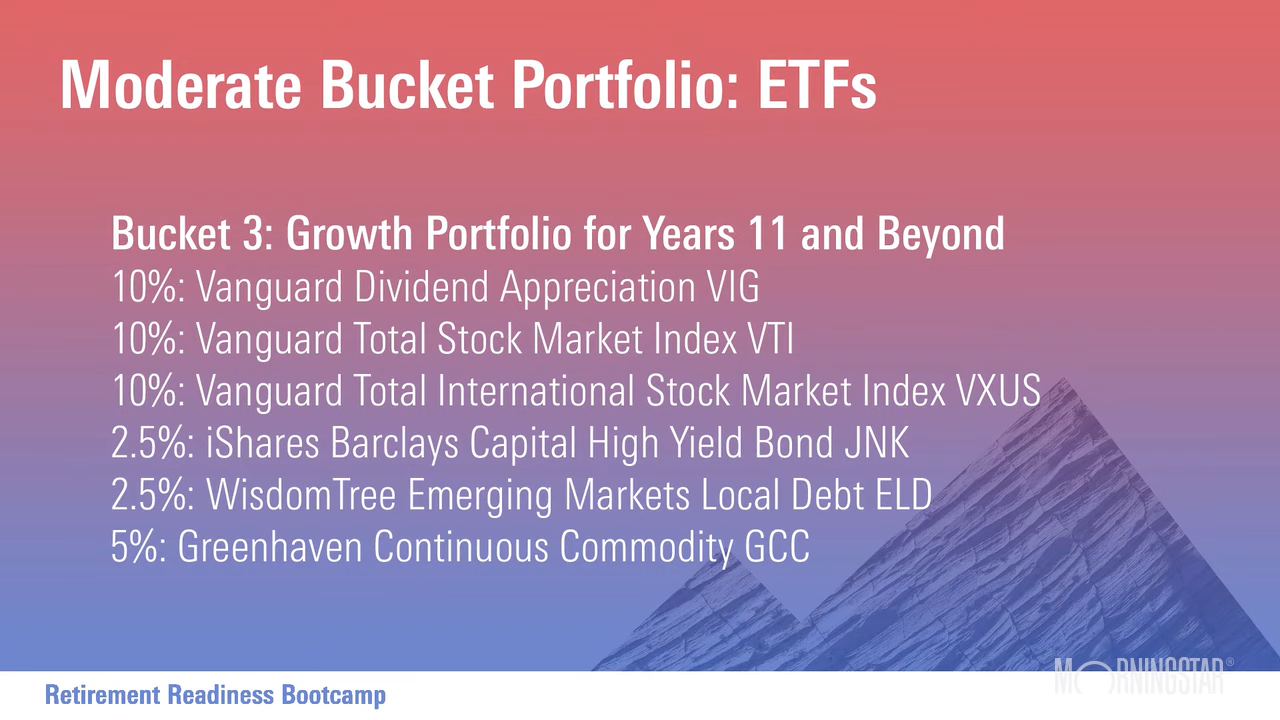 Moderate Bucket Portfolio: ETFs
Bucket 3: Growth Portfolio for Years 11 and Beyond
10%: Vanguard Dividend Appreciation VIG
10%: Vanguard Total Stock Market Index VTI
10%: Vanguard Total International Stock Market Index VXUS
2.5%: iShares Barclays Capital High Yield Bond JNK
2.5%: WisdomTree Emerging Markets Local Debt ELD
5%: Greenhaven Continuous Commodity GCC
MORNINGSTAR®
Retirement Readiness Bootcamp